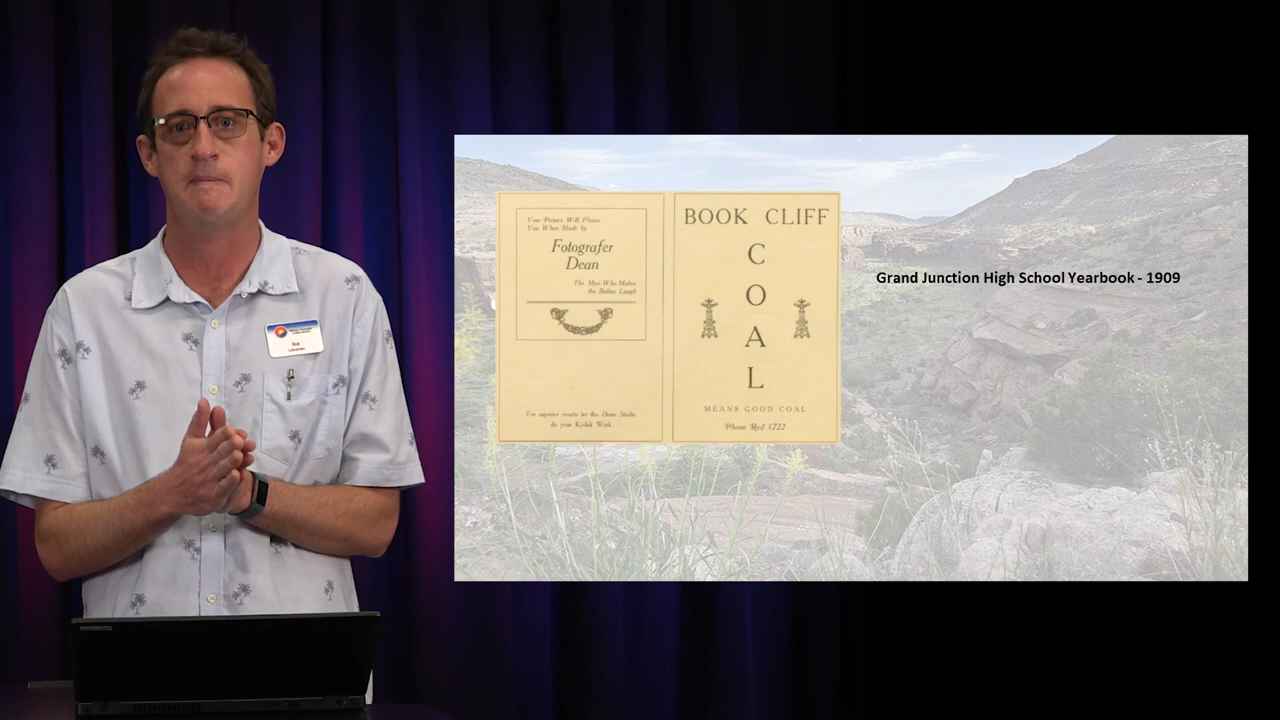 Librarian
Your Picture Will Please
You When Made by
Fotografer
Dean
The Man Who Makes
the Babies Laugh
For superior results let the Dean Studio
do your Kodak Work
BOOK CLIFF
C
O
A
L
MEANS GOOD COAL
Phone Red 1722
Grand Junction High School Yearbook - 1909